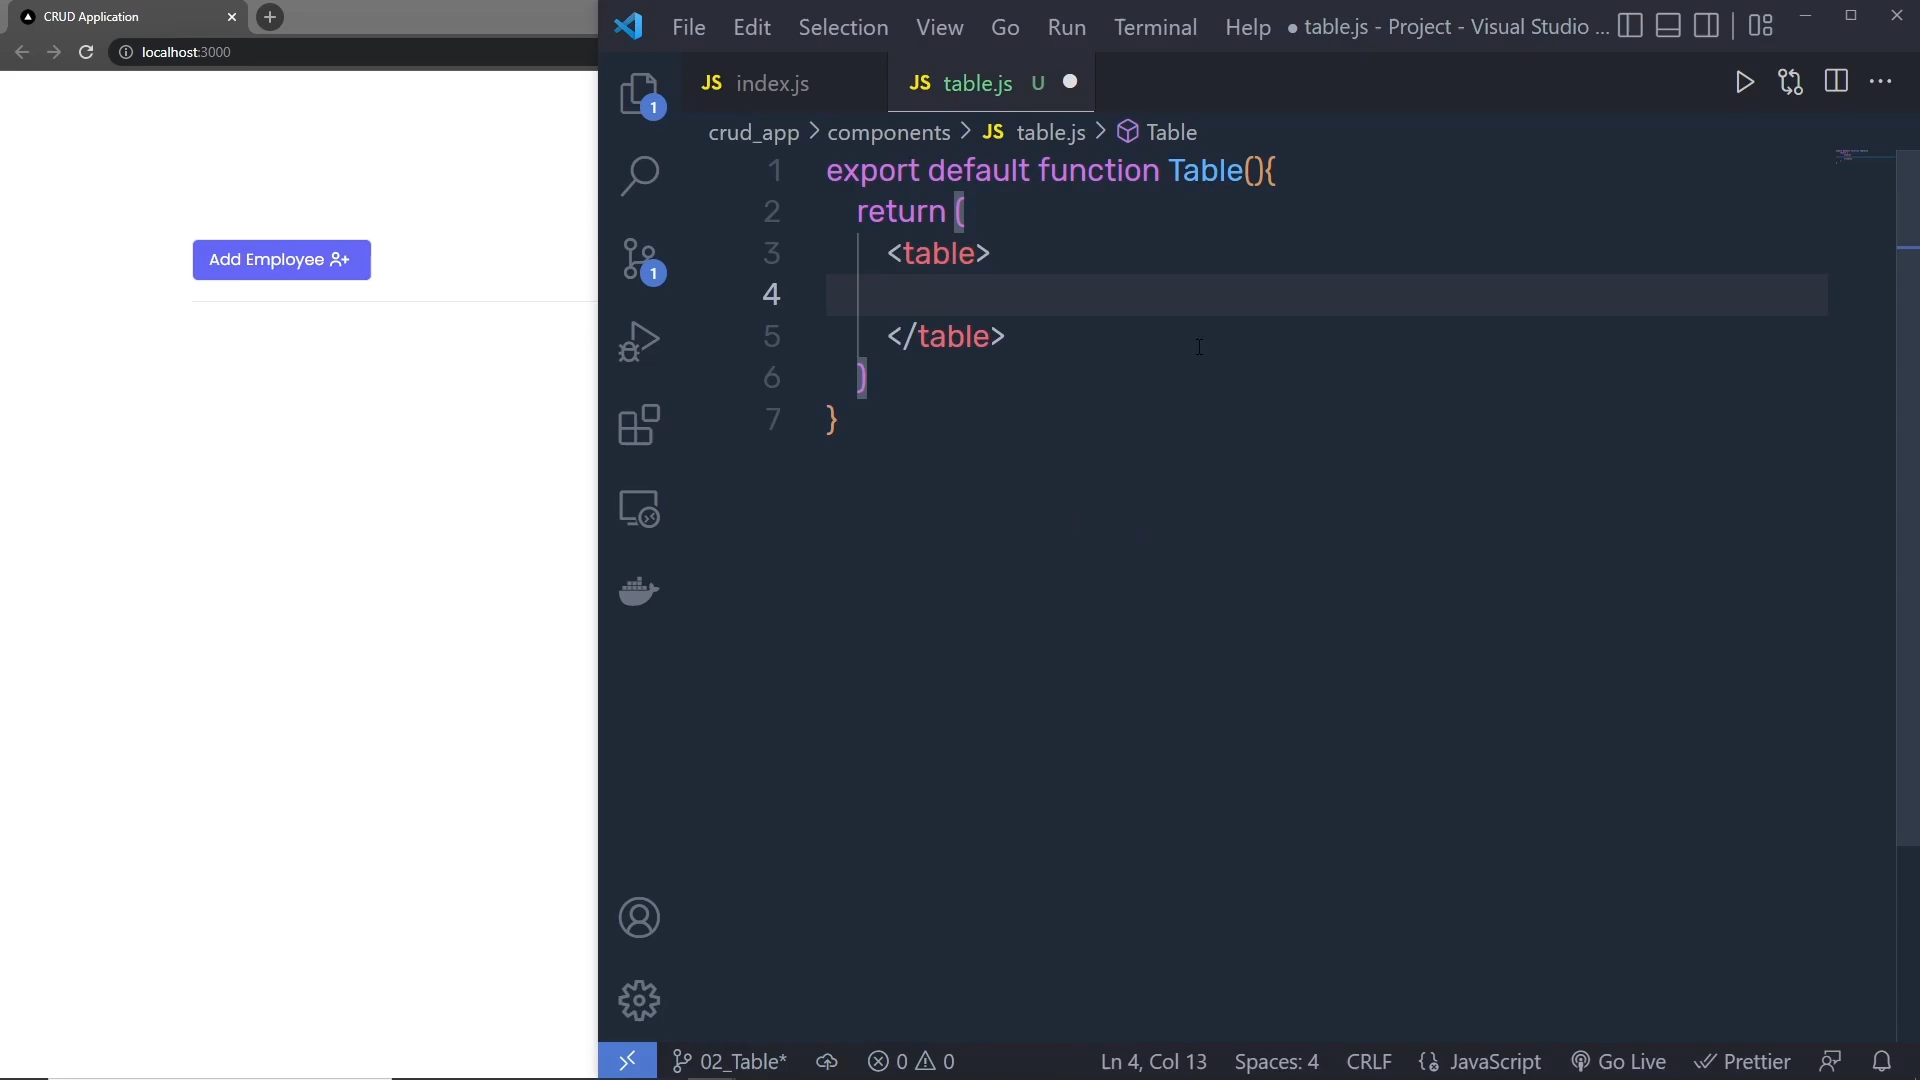 CRUD Application
localhost:3000
Add Employee
File Edit Selection View Go Run Terminal Help ● table.js - Project - Visual Studio ...
JS index.js JS table.js U
crud_app > components > JS table.js > Table
1 export default function Table(){
2 return (
3 <table>
4
5 </table>
6 )
7 }
1
1
02_Table* 0 0 Ln 4, Col 13 Spaces: 4 CRLF JavaScript Go Live Prettier